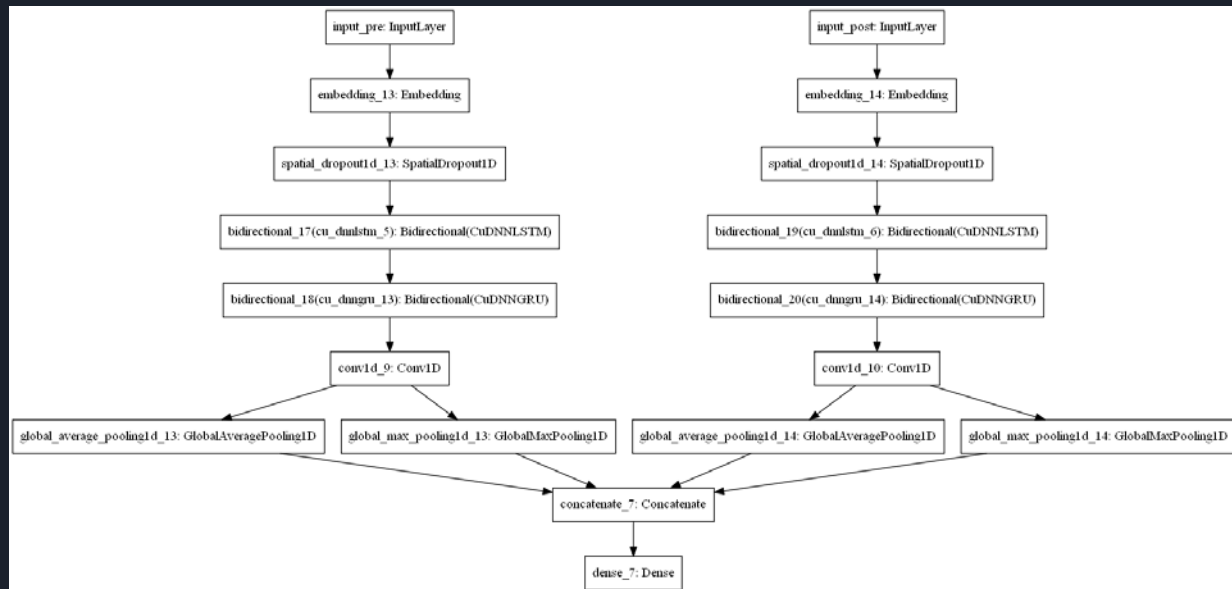 input_pre: InputLayer
input_post: InputLayer
embedding_13: Embedding
embedding_14: Embedding
spatial_dropout1d_13: SpatialDropout1D
spatial_dropout1d_14: SpatialDropout1D
bidirectional_17(cu_dnnlstm_5): Bidirectional(CuDNNLSTM)
bidirectional_19(cu_dnnlstm_6): Bidirectional(CuDNNLSTM)
bidirectional_18(cu_dnngru_13): Bidirectional(CuDNNGRU)
bidirectional_20(cu_dnngru_14): Bidirectional(CuDNNGRU)
conv1d_9: Conv1D
conv1d_10: Conv1D
global_average_pooling1d_13: GlobalAveragePooling1D
global_max_pooling1d_13: GlobalMaxPooling1D
global_average_pooling1d_14: GlobalAveragePooling1D
global_max_pooling1d_14: GlobalMaxPooling1D
concatenate_7: Concatenate
dense_7: Dense